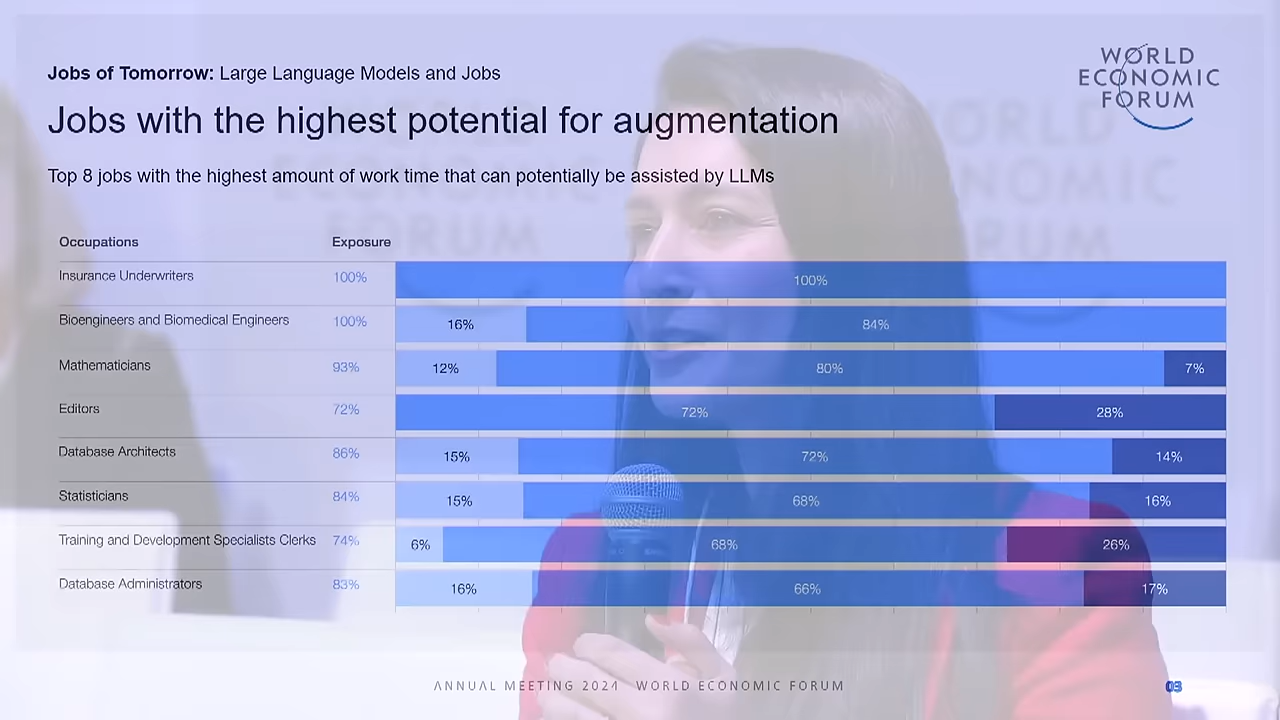 Jobs of Tomorrow: Large Language Models and Jobs
WORLD
ECONOMIC
FORUM
Jobs with the highest potential for augmentation
Top 8 jobs with the highest amount of work time that can potentially be assisted by LLMs
Occupations Exposure
Insurance Underwriters 100% 100%
Bioengineers and Biomedical Engineers 100% 16% 84%
Mathematicians 93% 12% 80% 7%
Editors 72% 72% 28%
Database Architects 86% 15% 72% 14%
Statisticians 84% 15% 68% 16%
Training and Development Specialists Clerks 74% 6% 68% 26%
Database Administrators 83% 16% 66% 17%
ANNUAL MEETING 2024 WORLD ECONOMIC FORUM